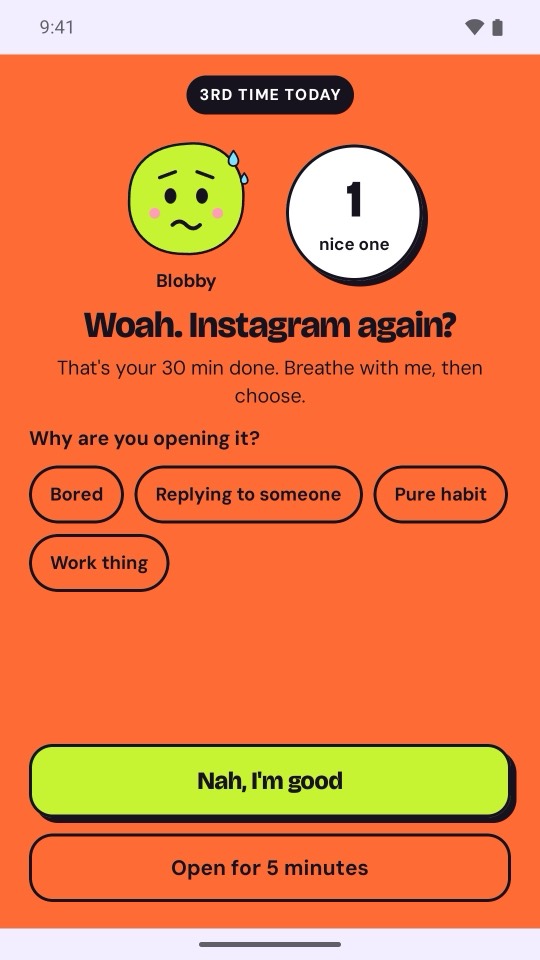 9:41
3RD TIME TODAY
1
nice one
Blobby
Woah. Instagram again?
That's your 30 min done. Breathe with me, then
choose.
Why are you opening it?
Bored
Replying to someone
Pure habit
Work thing
Nah, I'm good
Open for 5 minutes